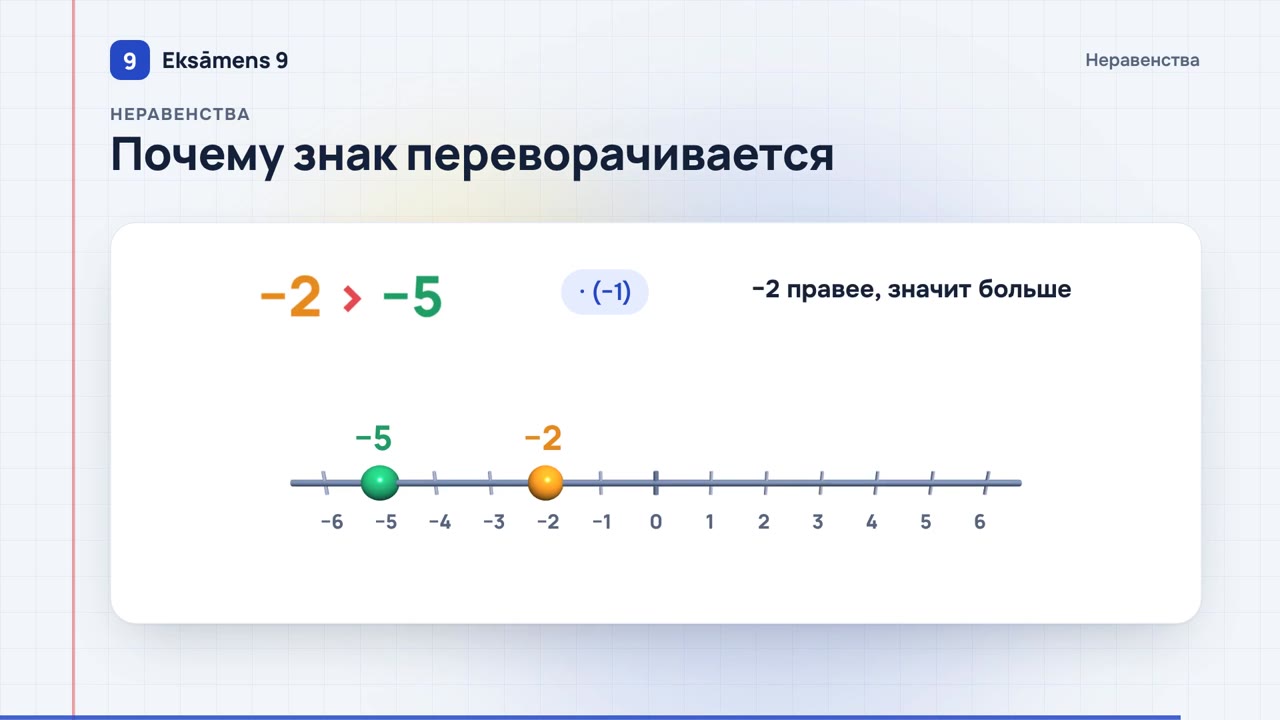 9 Eksāmens 9
Неравенства
НЕРАВЕНСТВА
Почему знак переворачивается
−2 > −5
· (−1)
−2 правее, значит больше
−5 −2
−6 −5 −4 −3 −2 −1 0 1 2 3 4 5 6